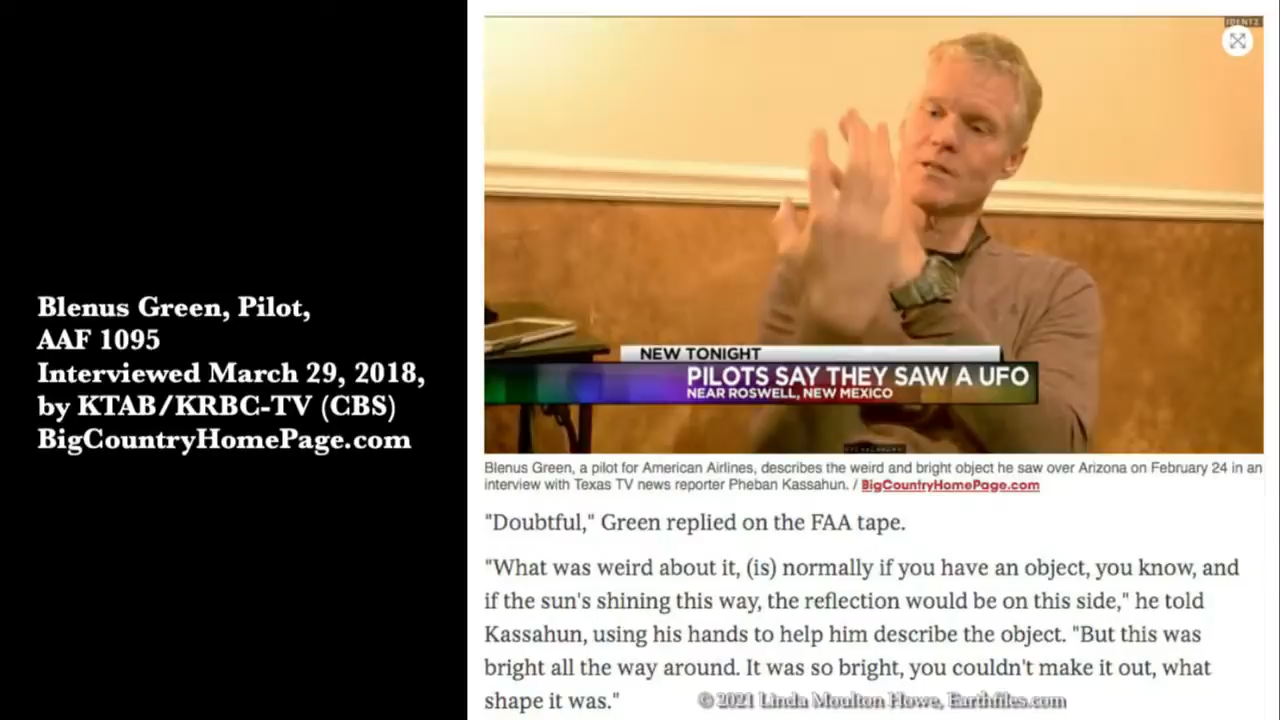 Blenus Green, Pilot,
AAF 1095
Interviewed March 29, 2018,
by KTAB/KRBC-TV (CBS)
BigCountryHomePage.com
IDENTZ
NEW TONIGHT
PILOTS SAY THEY SAW A UFO
NEAR ROSWELL, NEW MEXICO
Blenus Green, a pilot for American Airlines, describes the weird and bright object he saw over Arizona on February 24 in an
interview with Texas TV news reporter Pheban Kassahun. / BigCountryHomePage.com
"Doubtful," Green replied on the FAA tape.
"What was weird about it, (is) normally if you have an object, you know, and
if the sun's shining this way, the reflection would be on this side," he told
Kassahun, using his hands to help him describe the object. "But this was
bright all the way around. It was so bright, you couldn't make it out, what
shape it was."
© 2021 Linda Moulton Howe, Earthfiles.com